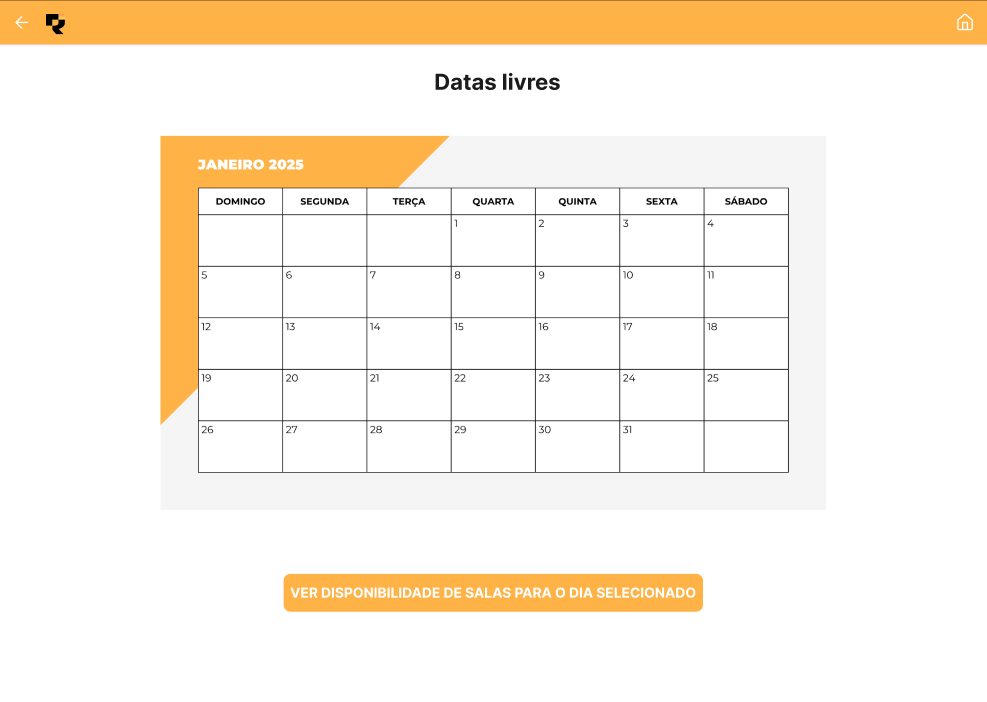 Datas livres
JANEIRO 2025
DOMINGO SEGUNDA TERÇA QUARTA QUINTA SEXTA SÁBADO
1 2 3 4
5 6 7 8 9 10 11
12 13 14 15 16 17 18
19 20 21 22 23 24 25
26 27 28 29 30 31
VER DISPONIBILIDADE DE SALAS PARA O DIA SELECIONADO